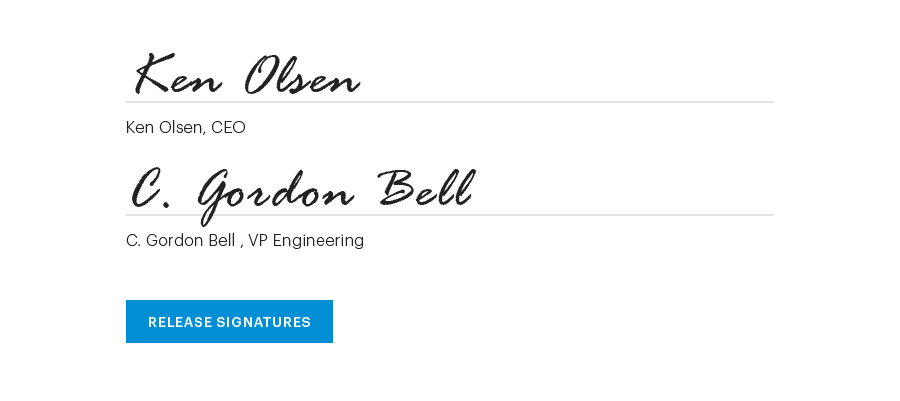 Ken Olsen
Ken Olsen, CEO
C. Gordon Bell
C. Gordon Bell , VP Engineering
RELEASE SIGNATURES